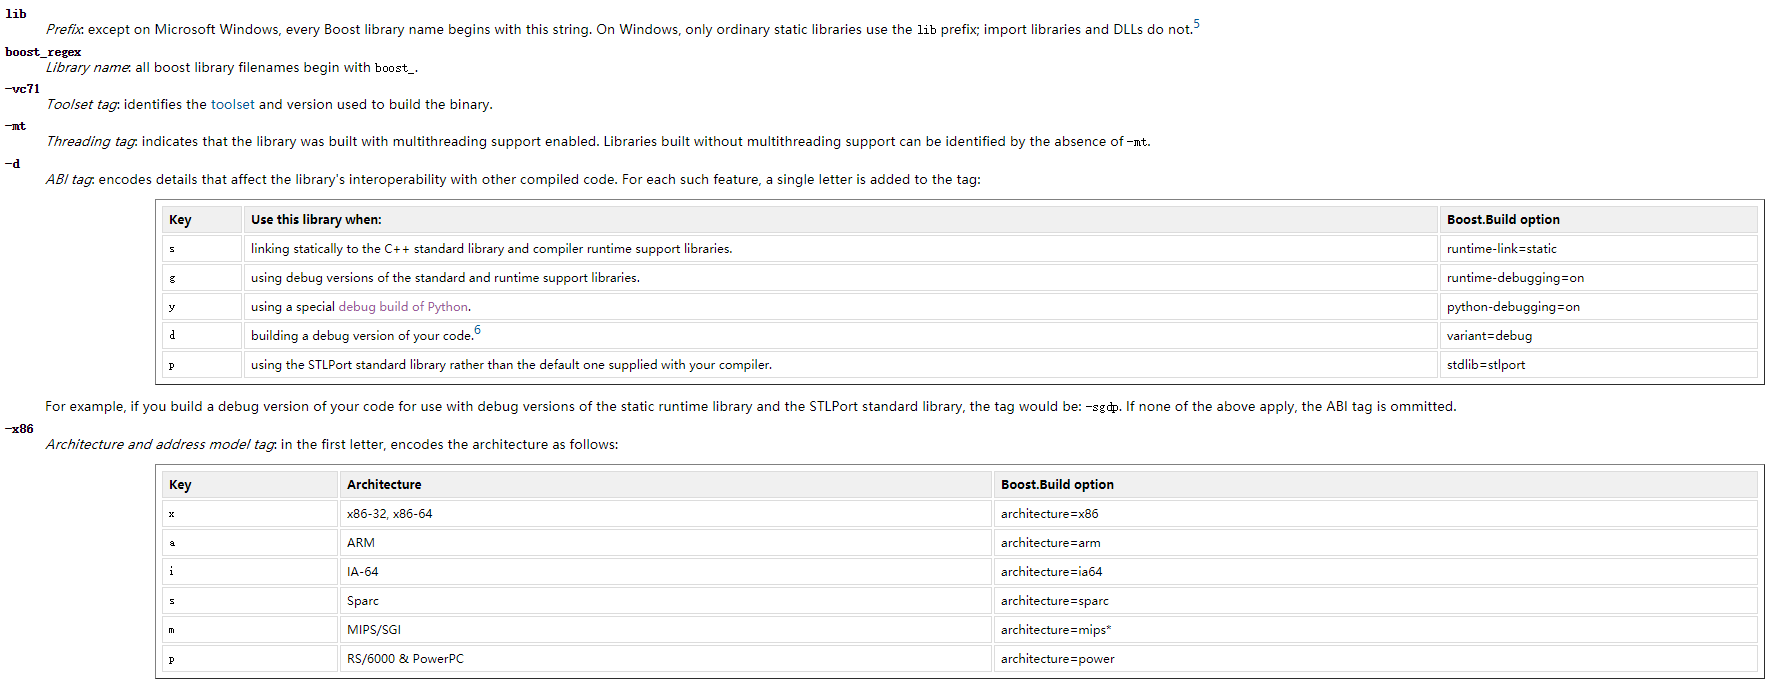 lib
Prefix: except on Microsoft Windows, every Boost library name begins with this string. On Windows, only ordinary static libraries use the lib prefix; import libraries and DLLs do not.5
boost_regex
Library name: all boost library filenames begin with boost_.
-vc71
Toolset tag: identifies the toolset and version used to build the binary.
-mt
Threading tag: indicates that the library was built with multithreading support enabled. Libraries built without multithreading support can be identified by the absence of -mt.
-d
ABI tag: encodes details that affect the library's interoperability with other compiled code. For each such feature, a single letter is added to the tag:
Key Use this library when: Boost.Build option
s linking statically to the C++ standard library and compiler runtime support libraries. runtime-link=static
g using debug versions of the standard and runtime support libraries. runtime-debugging=on
y using a special debug build of Python. python-debugging=on
d building a debug version of your code.6 variant=debug
p using the STLPort standard library rather than the default one supplied with your compiler. stdlib=stlport
For example, if you build a debug version of your code for use with debug versions of the static runtime library and the STLPort standard library, the tag would be: -sgdp. If none of the above apply, the ABI tag is ommitted.
-x86
Architecture and address model tag: in the first letter, encodes the architecture as follows:
Key Architecture Boost.Build option
x x86-32, x86-64 architecture=x86
a ARM architecture=arm
i IA-64 architecture=ia64
s Sparc architecture=sparc
m MIPS/SGI architecture=mips*
p RS/6000 & PowerPC architecture=power